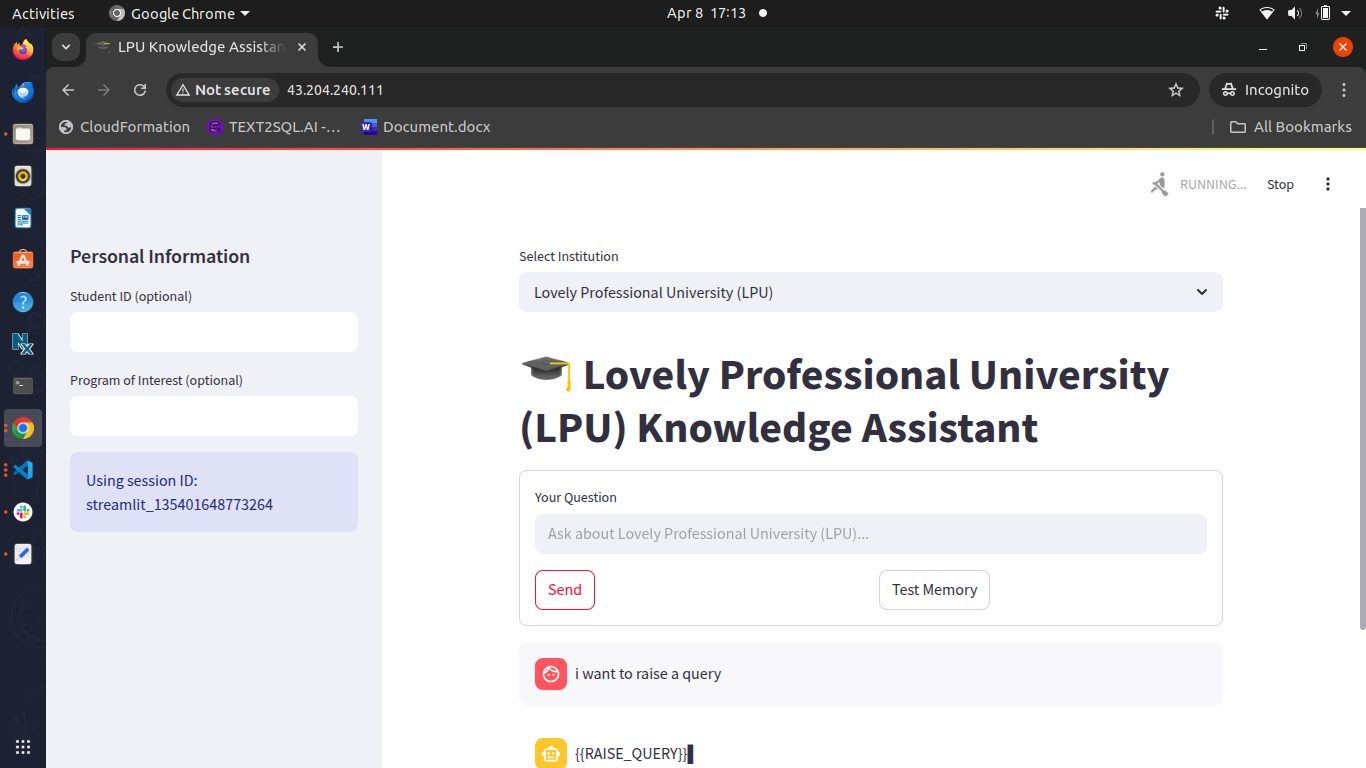 Activities
Google Chrome
Apr 8 17:13
LPU Knowledge Assistan
Not secure
43.204.240.111
Incognito
CloudFormation
TEXT2SQL.AI -...
Document.docx
All Bookmarks
RUNNING...
Stop
Personal Information
Student ID (optional)
Program of Interest (optional)
Using session ID:
streamlit_135401648773264
Select Institution
Lovely Professional University (LPU)
Lovely Professional University
(LPU) Knowledge Assistant
Your Question
Ask about Lovely Professional University (LPU)...
Send
Test Memory
i want to raise a query
{{RAISE_QUERY}}